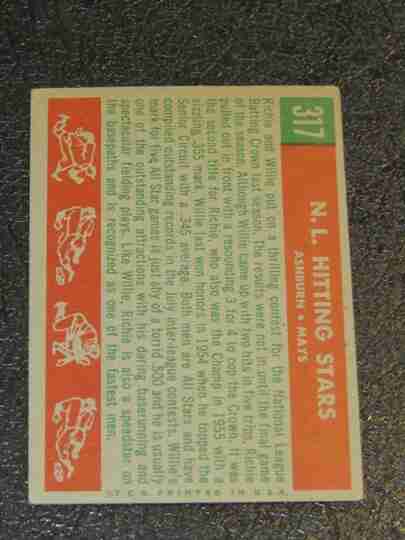 317
N. L. HITTING STARS
ASHBURN • MAYS
Richie and Willie put on a thrilling contest for the National League
Batting Crown last season. The results were not in until the final game
of the season. Although Willie came up with two hits in five trips, Richie
pulled out in front with a resounding 3 for 4 to cop the Crown. It was
the second title for Richie, who also was the Champ in 1955 with a
sizzling .355 mark. Willie last won honors in 1954 when he topped the
Senior Circuit with a .345 average. Both men are All Stars and have
compiled outstanding records in the July inter-league contests. Willie's
mark for five All Star games is just shy of a torrid .500 and he is usually
one of the outstanding attractions with his daring baserunning and
spectacular fielding plays. Like Willie, Richie is also a speedster on
the basepaths and is recognized as one of the fastest men.
PRINTED IN U.S.A.